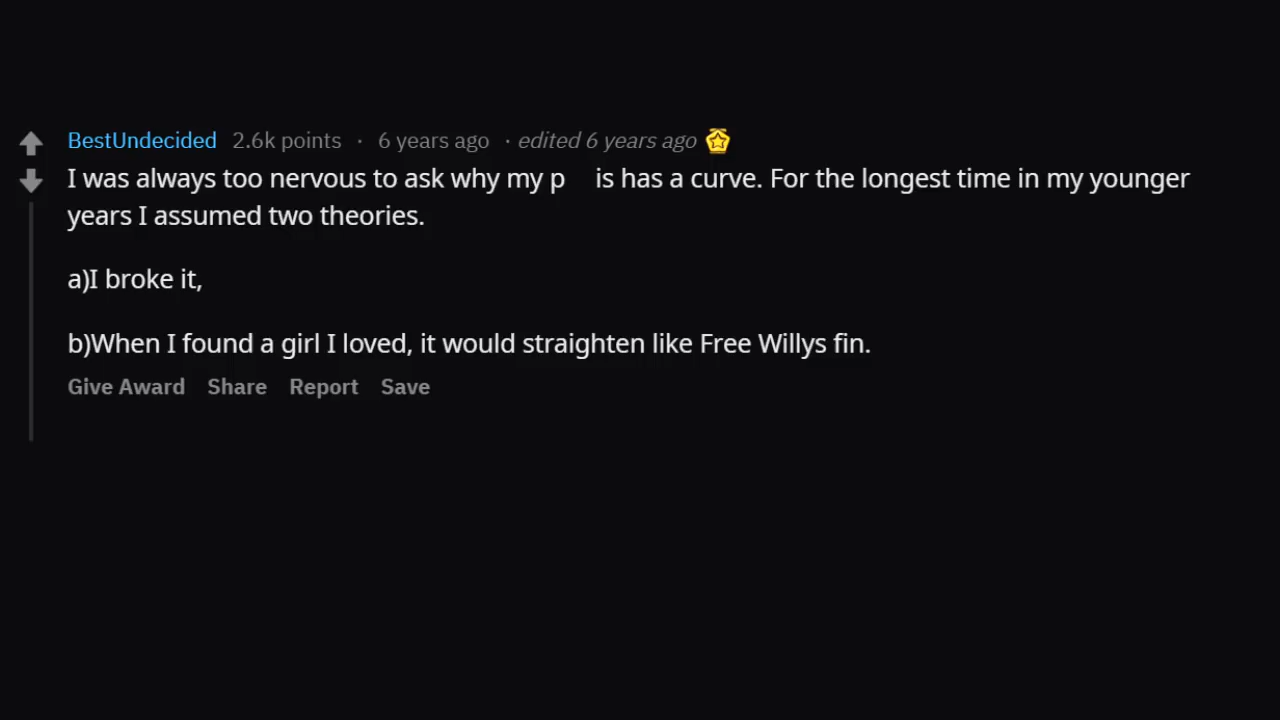 BestUndecided 2.6k points · 6 years ago · edited 6 years ago
I was always too nervous to ask why my p is has a curve. For the longest time in my younger
years I assumed two theories.
a)I broke it,
b)When I found a girl I loved, it would straighten like Free Willys fin.
Give Award Share Report Save